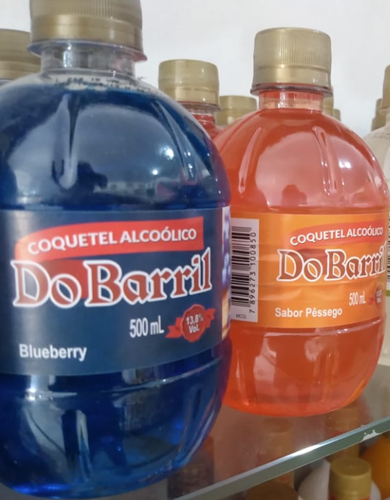 COQUETEL ALCOÓLICO
DoBarril
500 mL
13,8%
Vol.
Blueberry
COQUETEL ALCOÓLICO
DoBarril
500 mL
Sabor Pêssego